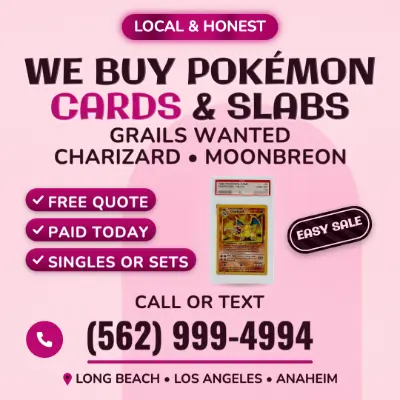 LOCAL & HONEST
WE BUY POKÉMON
CARDS & SLABS
GRAILS WANTED
CHARIZARD • MOONBREON
FREE QUOTE
PAID TODAY
SINGLES OR SETS
EASY SALE
CALL OR TEXT
(562) 999-4994
LONG BEACH • LOS ANGELES • ANAHEIM